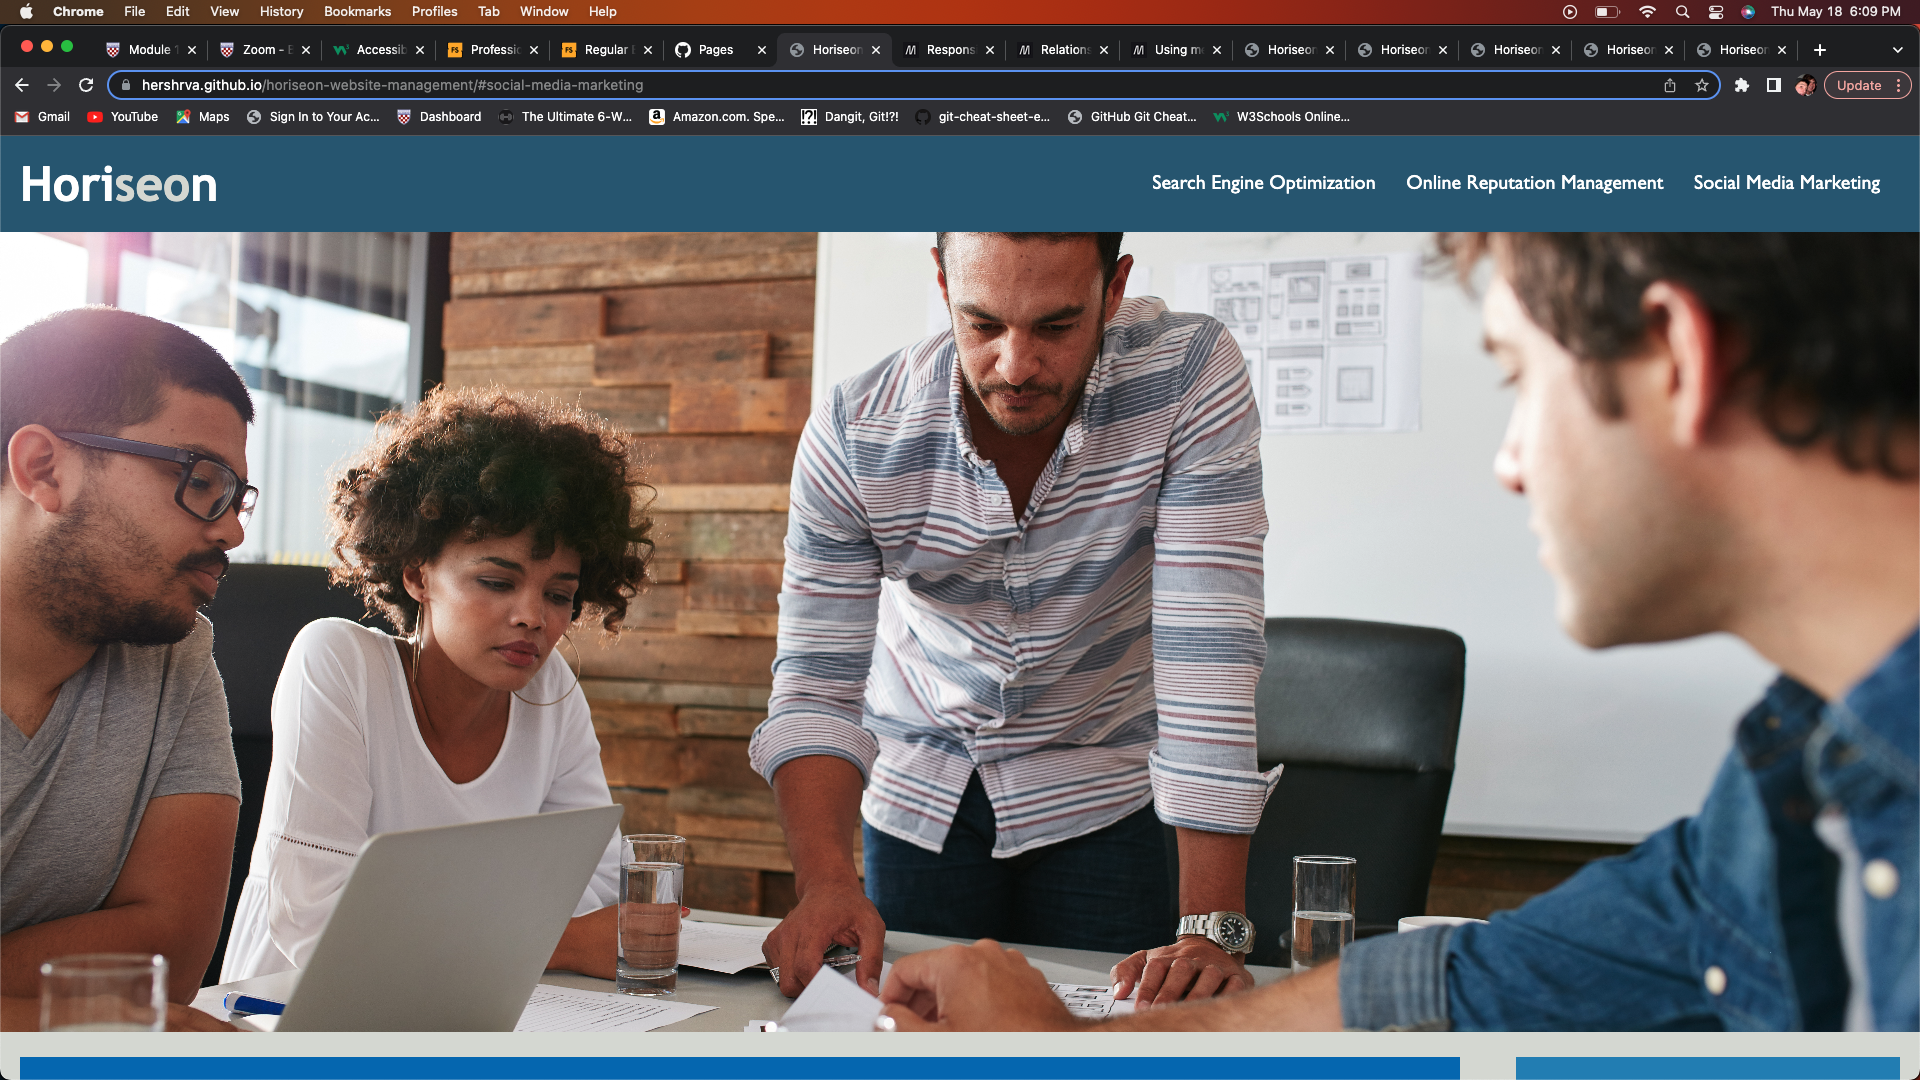 Chrome File Edit View History Bookmarks Profiles Tab Window Help Thu May 18 6:09 PM
Module 1 Zoom - E Accessib Professio Regular E Pages Horiseon Respons Relations Using me Horiseon Horiseon Horiseon Horiseon Horiseon
hershrva.github.io/horiseon-website-management/#social-media-marketing Update
Gmail YouTube Maps Sign In to Your Ac... Dashboard The Ultimate 6-W... Amazon.com. Spe... Dangit, Git!?! git-cheat-sheet-e... GitHub Git Cheat... W3Schools Online...
Horiseon Search Engine Optimization Online Reputation Management Social Media Marketing